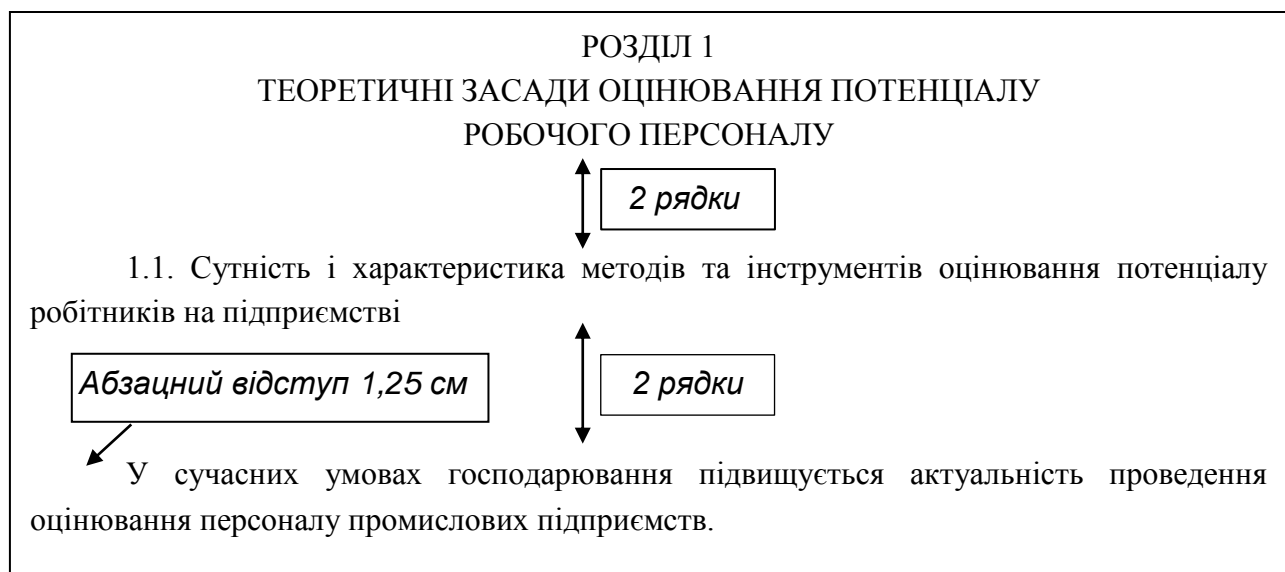 РОЗДІЛ 1
ТЕОРЕТИЧНІ ЗАСАДИ ОЦІНЮВАННЯ ПОТЕНЦІАЛУ
РОБОЧОГО ПЕРСОНАЛУ
2 рядки
1.1. Сутність і характеристика методів та інструментів оцінювання потенціалу
робітників на підприємстві
Абзацний відступ 1,25 см
2 рядки
У сучасних умовах господарювання підвищується актуальність проведення
оцінювання персоналу промислових підприємств.